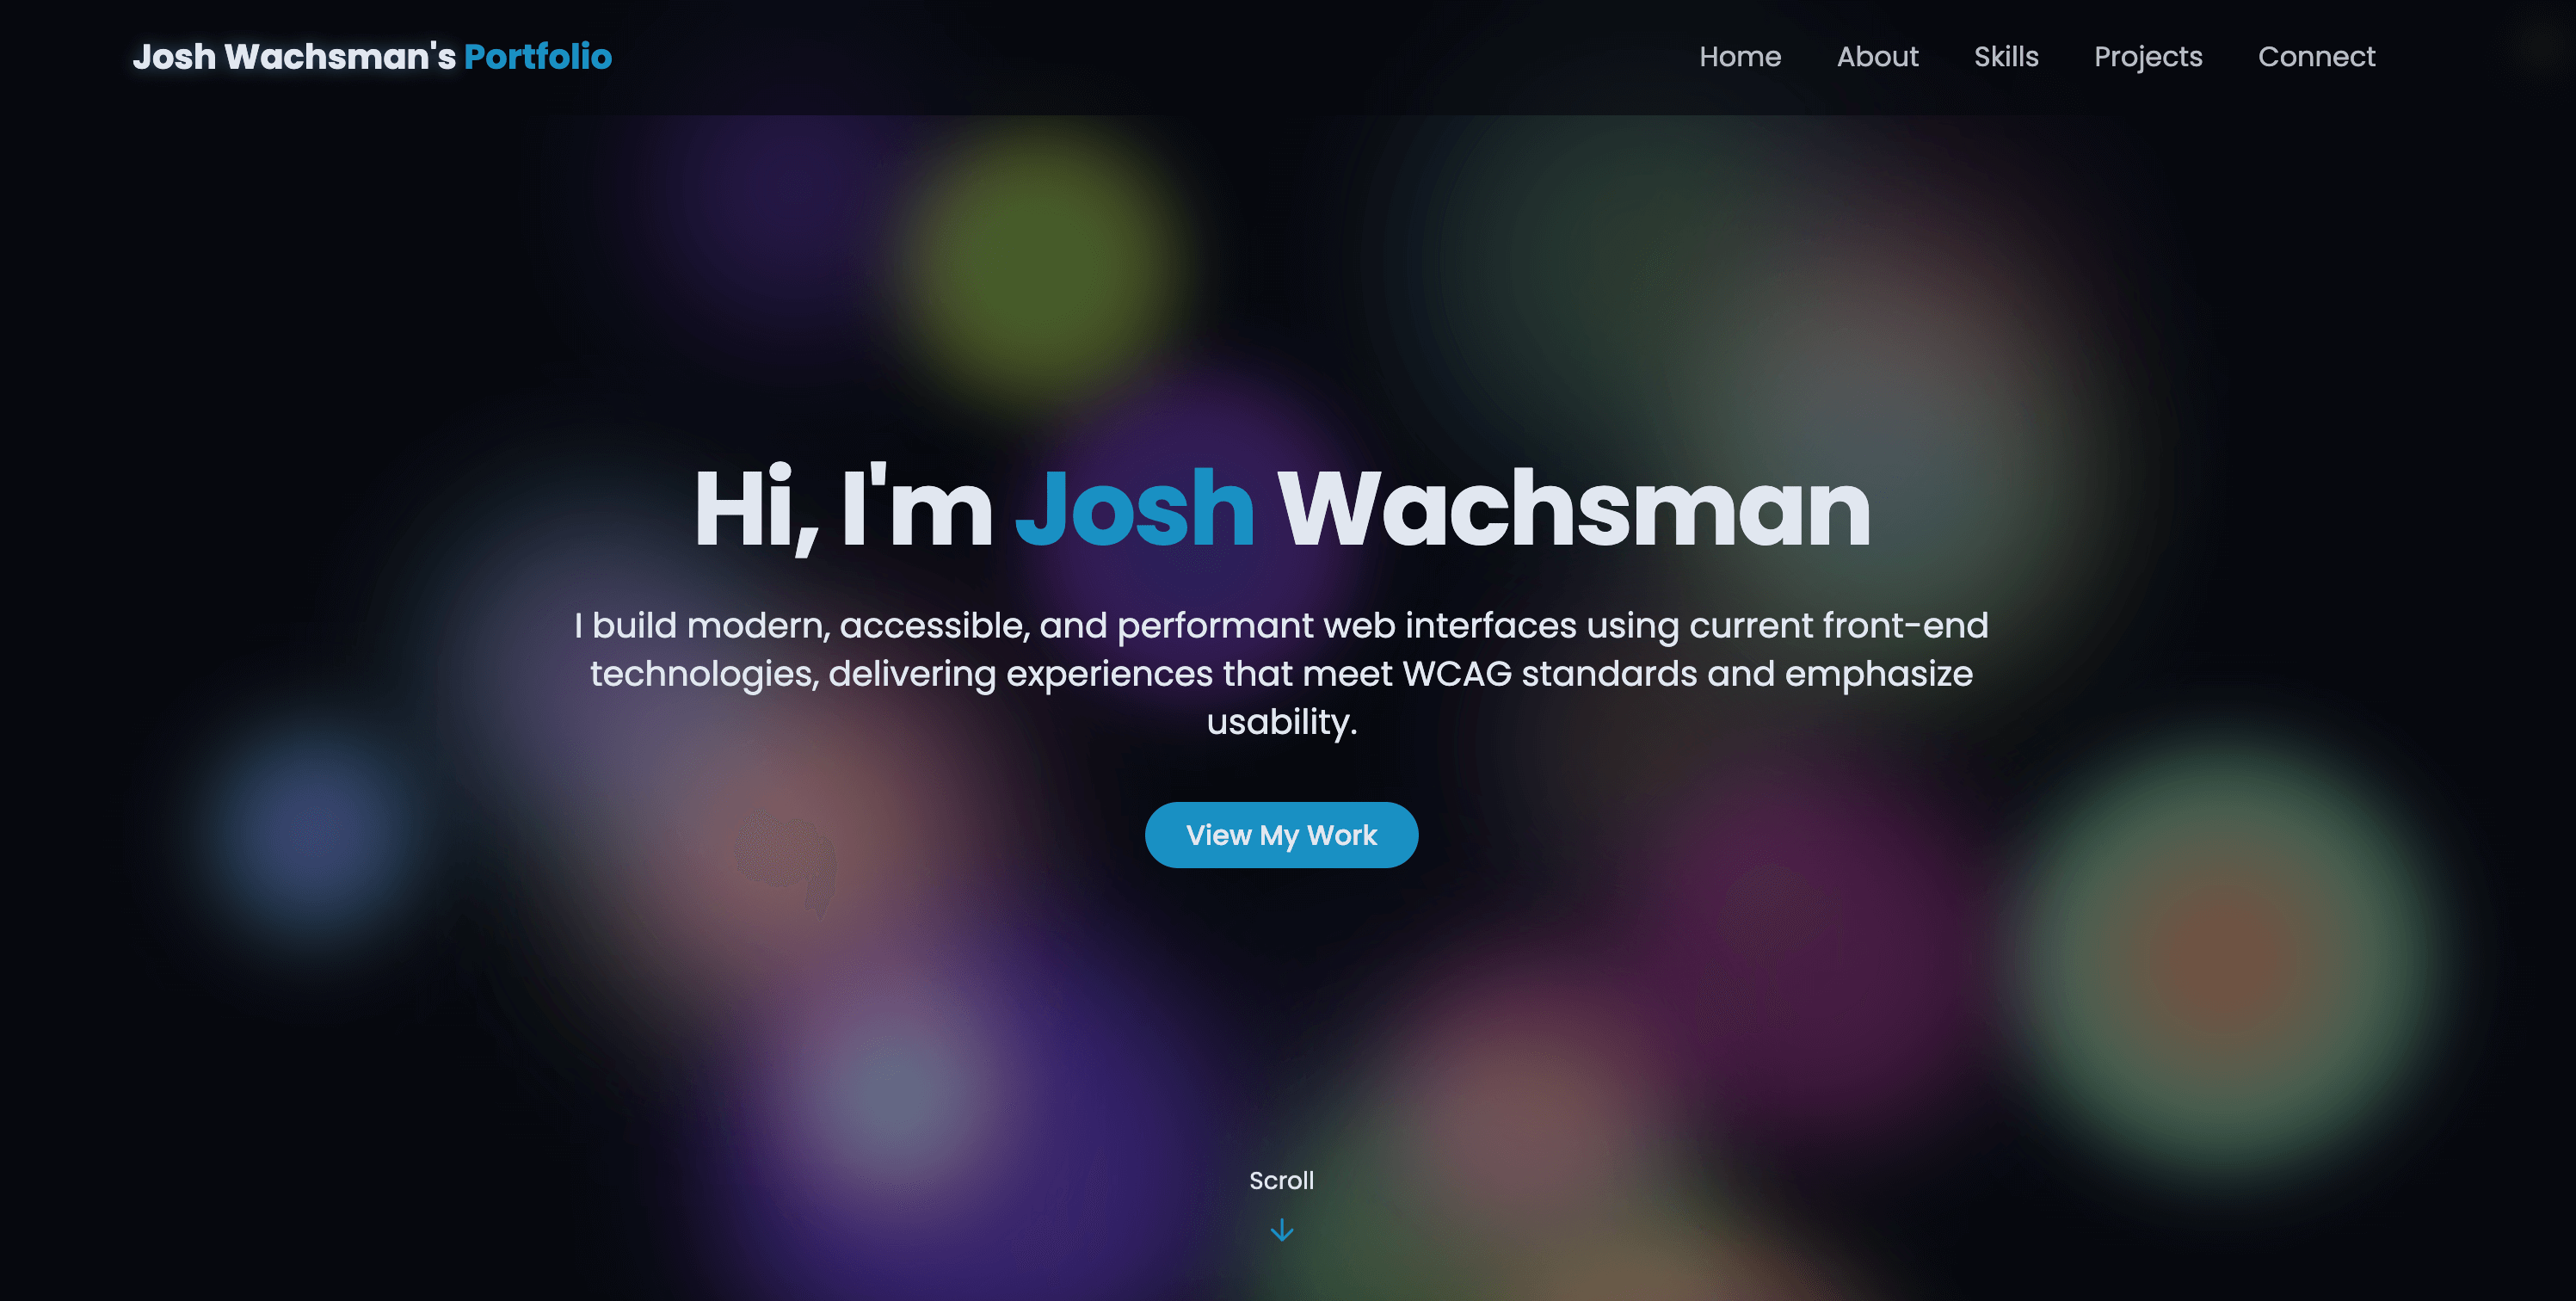 Josh Wachsman's Portfolio
Home About Skills Projects Connect
Hi, I'm Josh Wachsman
I build modern, accessible, and performant web interfaces using current front-end
technologies, delivering experiences that meet WCAG standards and emphasize
usability.
View My Work
Scroll